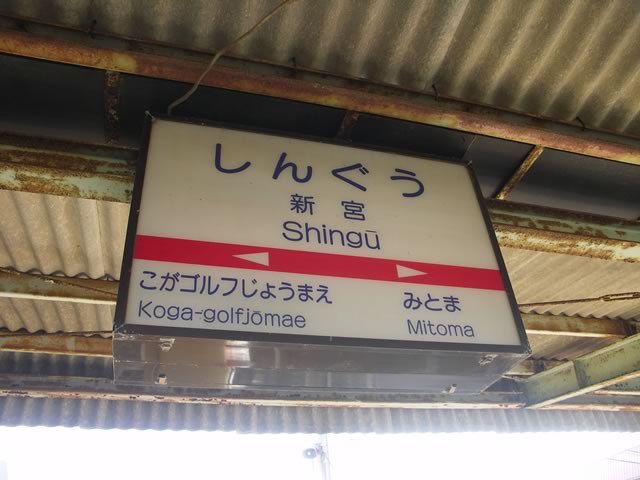 しんぐう
新宮
Shingū
こがゴルフじょうまえ
みとま
Koga-golfjōmae
Mitoma